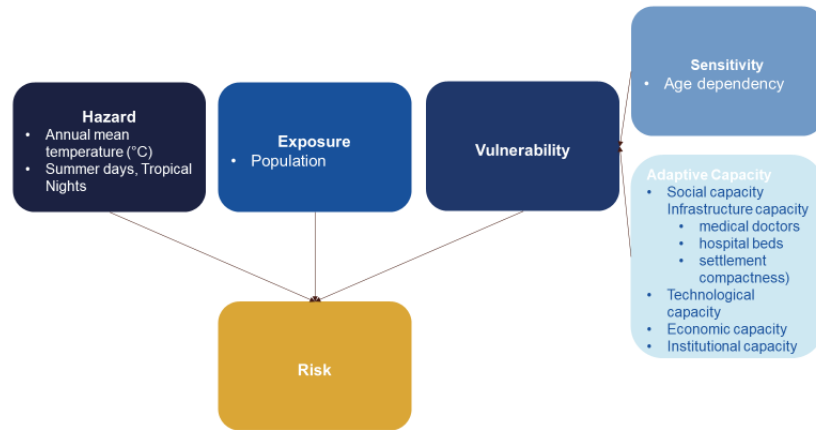 Hazard
• Annual mean
temperature (°C)
• Summer days, Tropical
Nights
Exposure
• Population
Vulnerability
Sensitivity
• Age dependency
Adaptive Capacity
• Social capacity
Infrastructure capacity
• medical doctors
• hospital beds
• settlement
compactness)
• Technological
capacity
• Economic capacity
• Institutional capacity
Risk